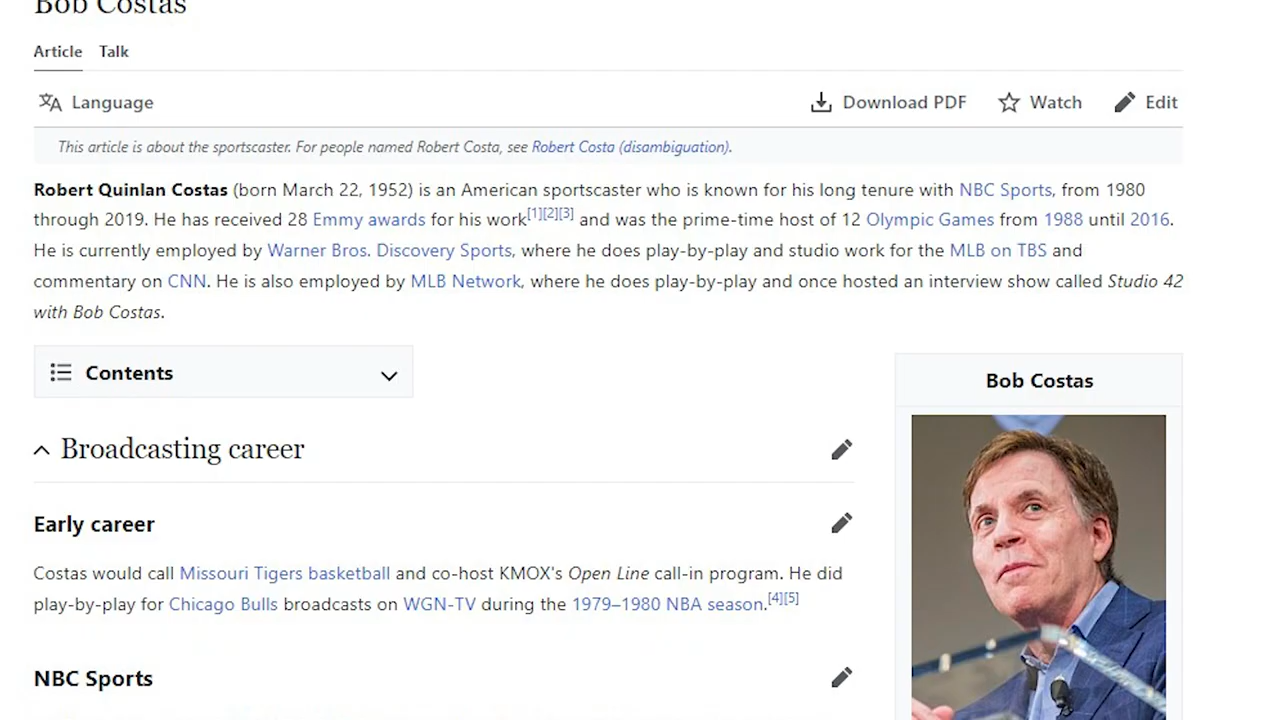 Bob Costas
Article Talk
Language Download PDF Watch Edit
This article is about the sportscaster. For people named Robert Costa, see Robert Costa (disambiguation).
Robert Quinlan Costas (born March 22, 1952) is an American sportscaster who is known for his long tenure with NBC Sports, from 1980
through 2019. He has received 28 Emmy awards for his work[1][2][3] and was the prime-time host of 12 Olympic Games from 1988 until 2016.
He is currently employed by Warner Bros. Discovery Sports, where he does play-by-play and studio work for the MLB on TBS and
commentary on CNN. He is also employed by MLB Network, where he does play-by-play and once hosted an interview show called Studio 42
with Bob Costas.
Contents
Bob Costas
Broadcasting career
Early career
Costas would call Missouri Tigers basketball and co-host KMOX's Open Line call-in program. He did
play-by-play for Chicago Bulls broadcasts on WGN-TV during the 1979–1980 NBA season.[4][5]
NBC Sports